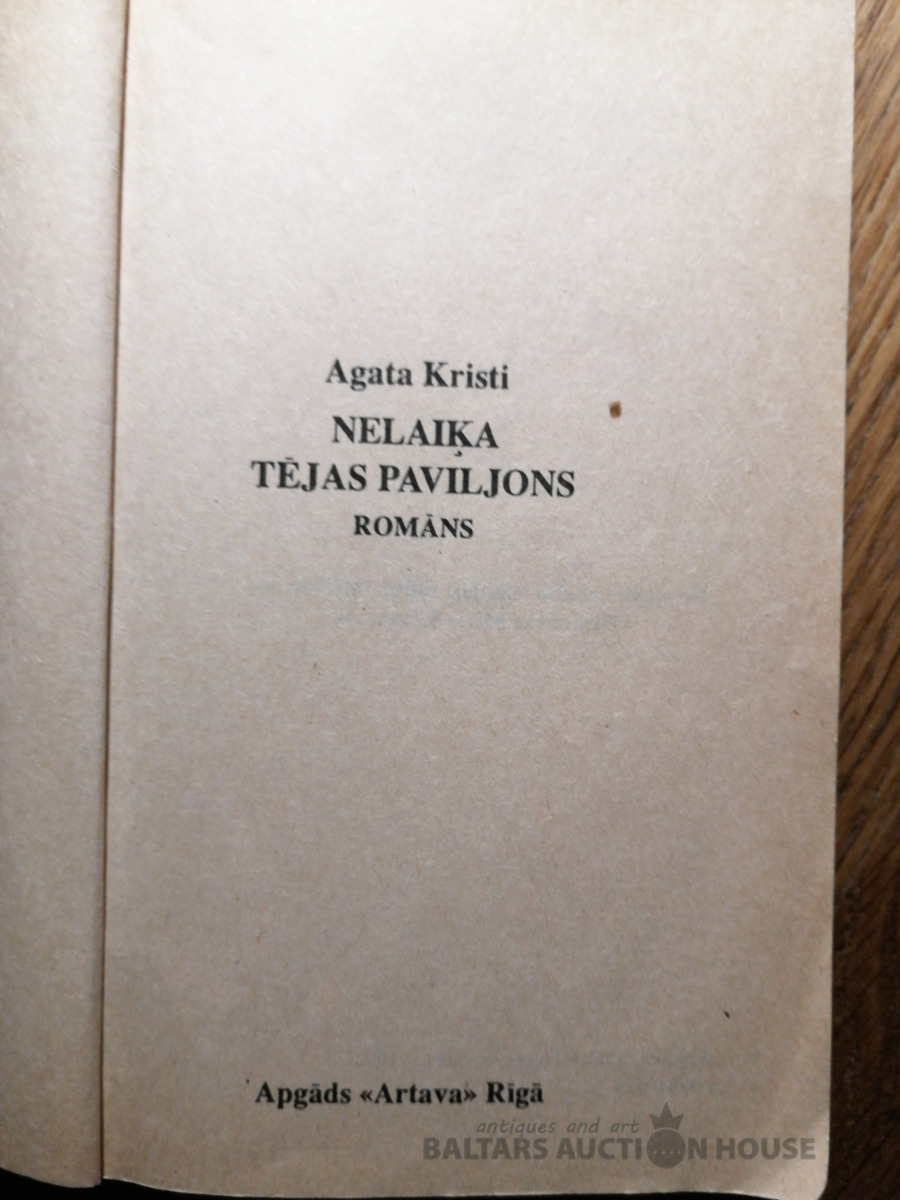 Agata Kristi
NELAIĶA
TĒJAS PAVILJONS
ROMĀNS
Apgāds «Artava» Rīgā
antiques and art
BALTARS AUCTION HOUSE